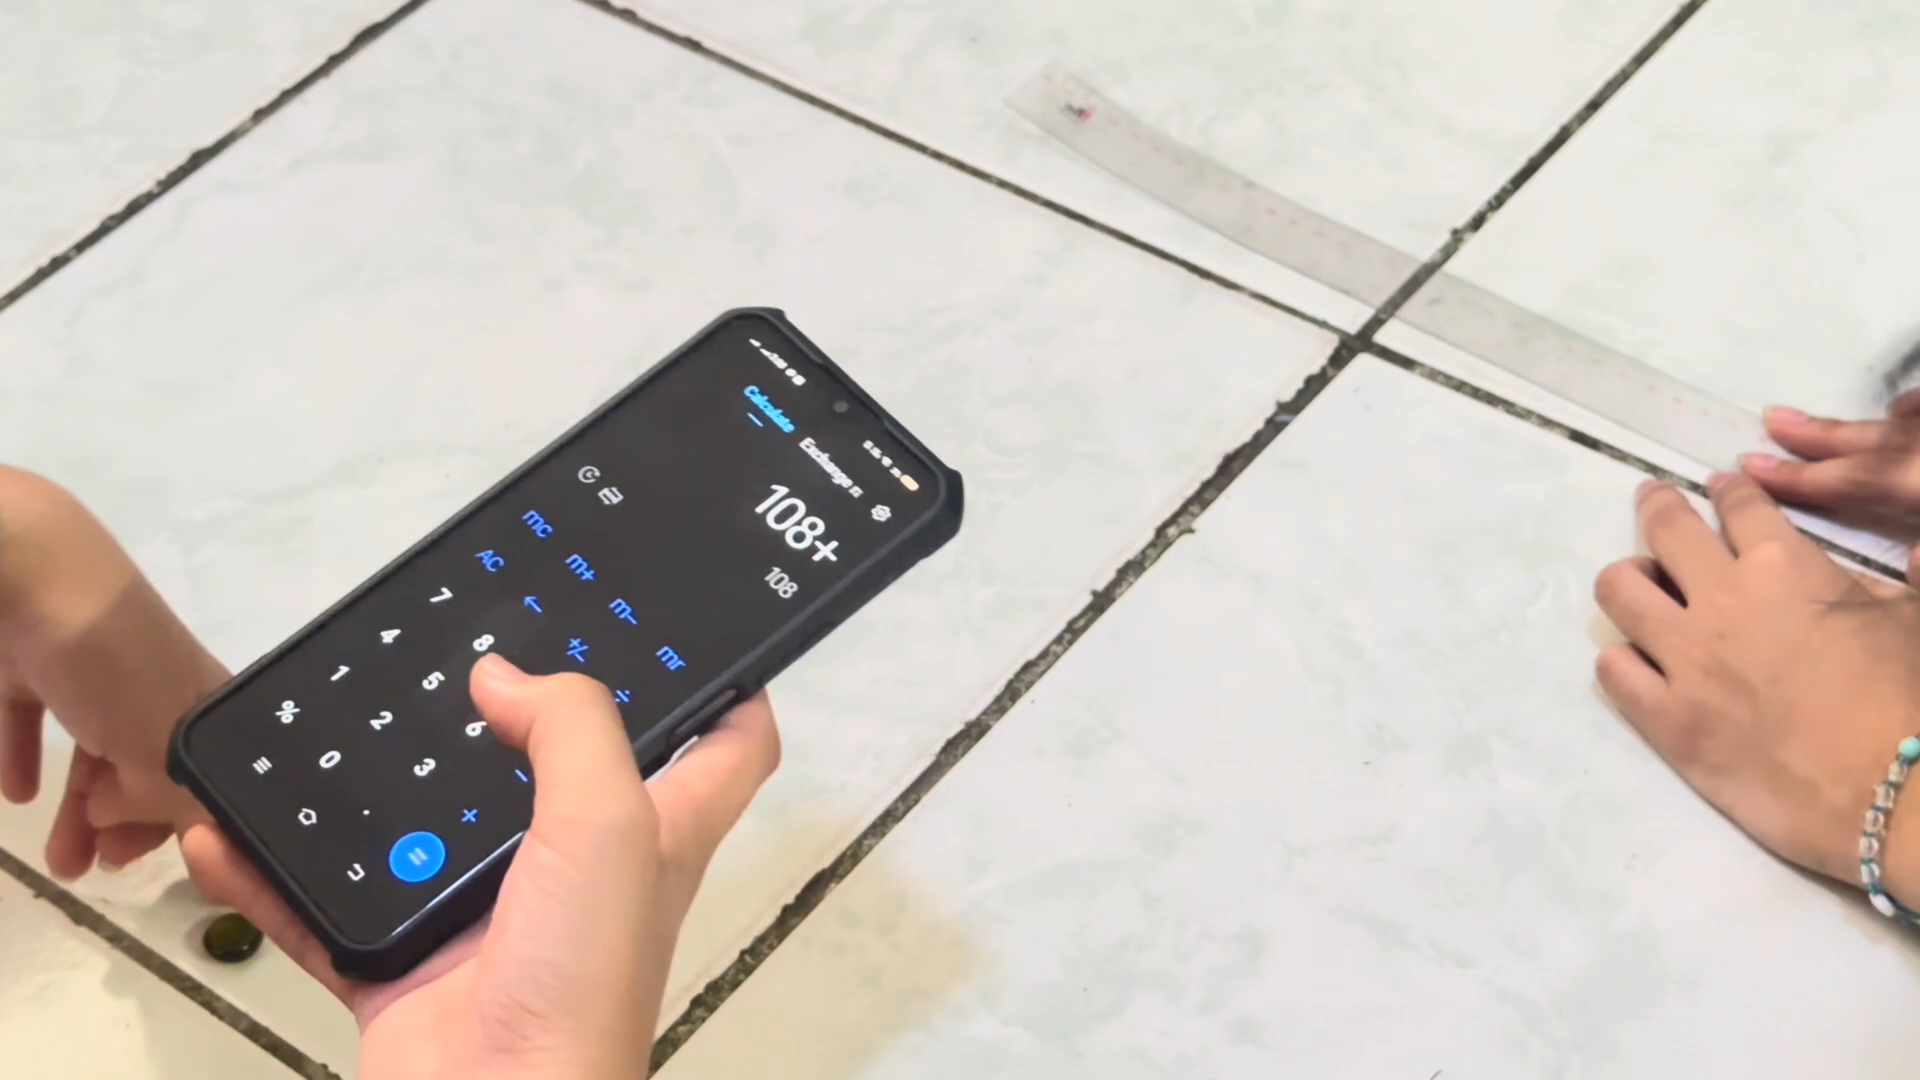 Calculate Exchange
108+
108
mc m+ m- mr
AC ← +/- ÷
7 8
4 5 6 -
1 2 3 +
% 0 . =